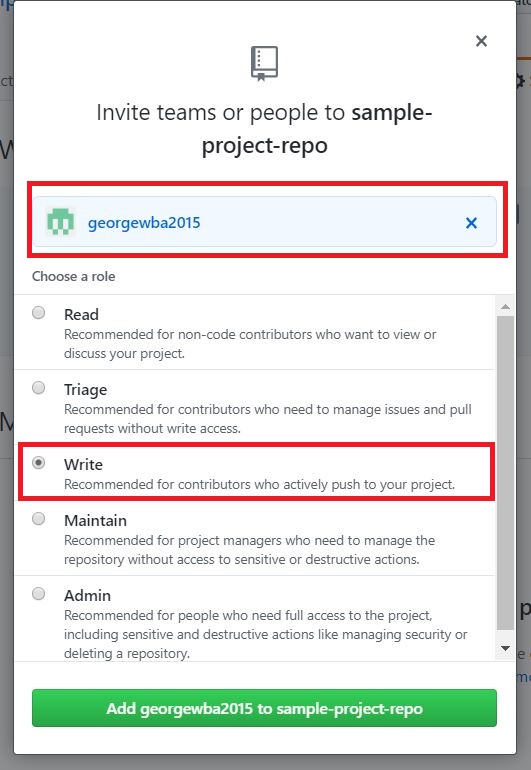 Invite teams or people to sample-
project-repo
georgewba2015
Choose a role
Read
Recommended for non-code contributors who want to view or
discuss your project.
Triage
Recommended for contributors who need to manage issues and pull
requests without write access.
Write
Recommended for contributors who actively push to your project.
Maintain
Recommended for project managers who need to manage the
repository without access to sensitive or destructive actions.
Admin
Recommended for people who need full access to the project,
including sensitive and destructive actions like managing security or
deleting a repository.
Add georgewba2015 to sample-project-repo